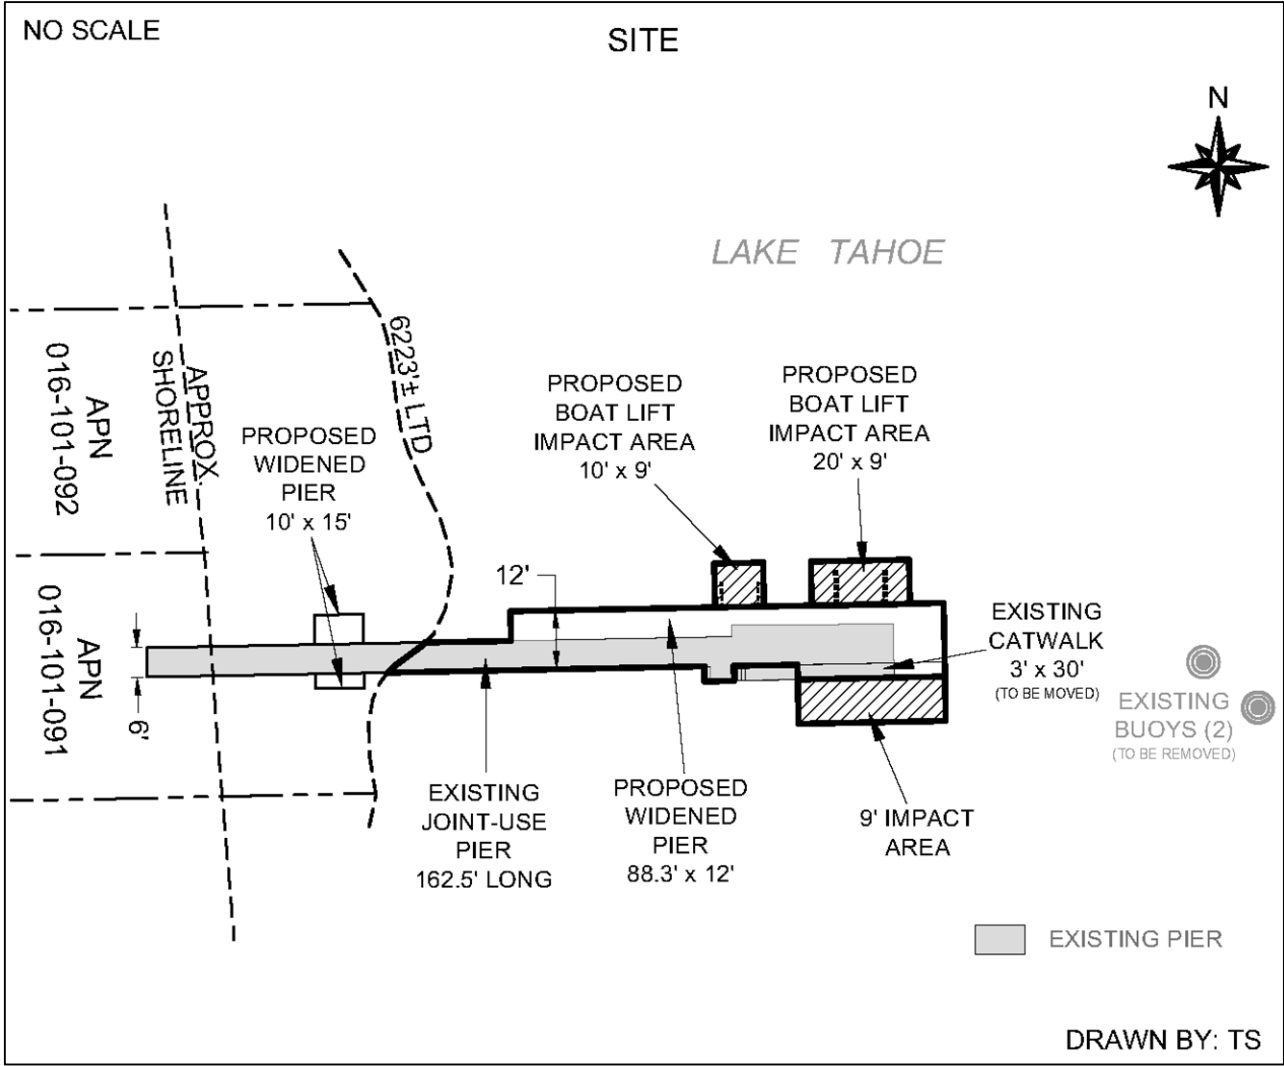 NO SCALE
SITE
N
LAKE TAHOE
6223'± LTD
APPROX.
SHORELINE
APN
016-101-092
PROPOSED
WIDENED
PIER
10' x 15'
PROPOSED
BOAT LIFT
IMPACT AREA
10' x 9'
PROPOSED
BOAT LIFT
IMPACT AREA
20' x 9'
12'
APN
016-101-091
6'
EXISTING
CATWALK
3' x 30'
(TO BE MOVED)
EXISTING
BUOYS (2)
(TO BE REMOVED)
EXISTING
JOINT-USE
PIER
162.5' LONG
PROPOSED
WIDENED
PIER
88.3' x 12'
9' IMPACT
AREA
EXISTING PIER
DRAWN BY: TS